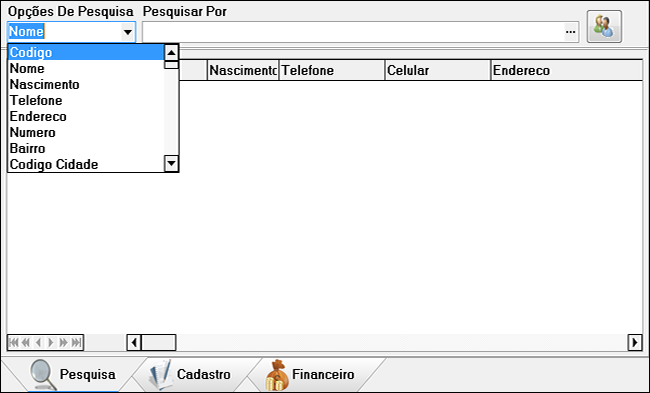 Opções De Pesquisa Pesquisar Por
Nome
...
Codigo
Nome
Nascimento
Telefone
Endereco
Numero
Bairro
Codigo Cidade
Nascimento Telefone Celular Endereco
Pesquisa Cadastro Financeiro